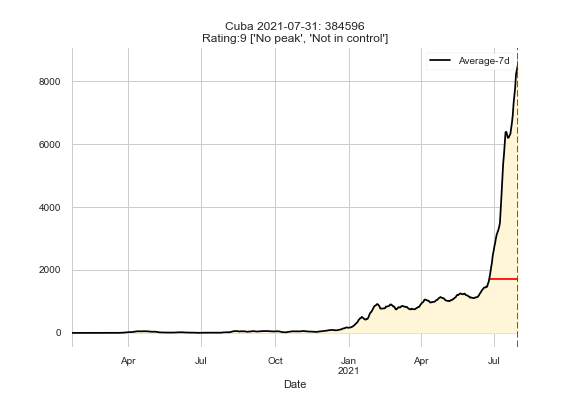 Cuba 2021-07-31: 384596
Rating:9 ['No peak', 'Not in control']
Average-7d
8000
6000
4000
2000
0
Apr Jul Oct Jan Apr Jul
2021
Date